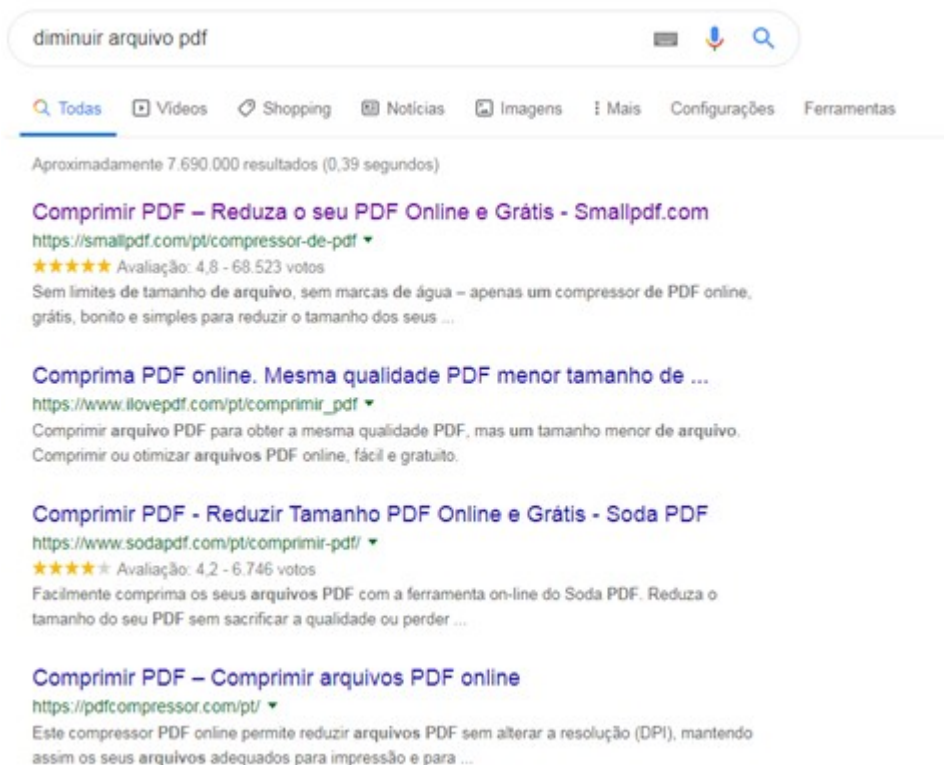 diminuir arquivo pdf
Todas Vídeos Shopping Notícias Imagens Mais Configurações Ferramentas
Aproximadamente 7.690.000 resultados (0,39 segundos)
Comprimir PDF – Reduza o seu PDF Online e Grátis - Smallpdf.com
https://smallpdf.com/pt/compressor-de-pdf
Avaliação: 4,8 - 68.523 votos
Sem limites de tamanho de arquivo, sem marcas de água – apenas um compressor de PDF online,
grátis, bonito e simples para reduzir o tamanho dos seus ...
Comprima PDF online. Mesma qualidade PDF menor tamanho de ...
https://www.ilovepdf.com/pt/comprimir_pdf
Comprimir arquivo PDF para obter a mesma qualidade PDF, mas um tamanho menor de arquivo.
Comprimir ou otimizar arquivos PDF online, fácil e gratuito.
Comprimir PDF - Reduzir Tamanho PDF Online e Grátis - Soda PDF
https://www.sodapdf.com/pt/comprimir-pdf/
Avaliação: 4,2 - 6.746 votos
Facilmente comprima os seus arquivos PDF com a ferramenta on-line do Soda PDF. Reduza o
tamanho do seu PDF sem sacrificar a qualidade ou perder ...
Comprimir PDF – Comprimir arquivos PDF online
https://pdfcompressor.com/pt/
Este compressor PDF online permite reduzir arquivos PDF sem alterar a resolução (DPI), mantendo
assim os seus arquivos adequados para impressão e para ...